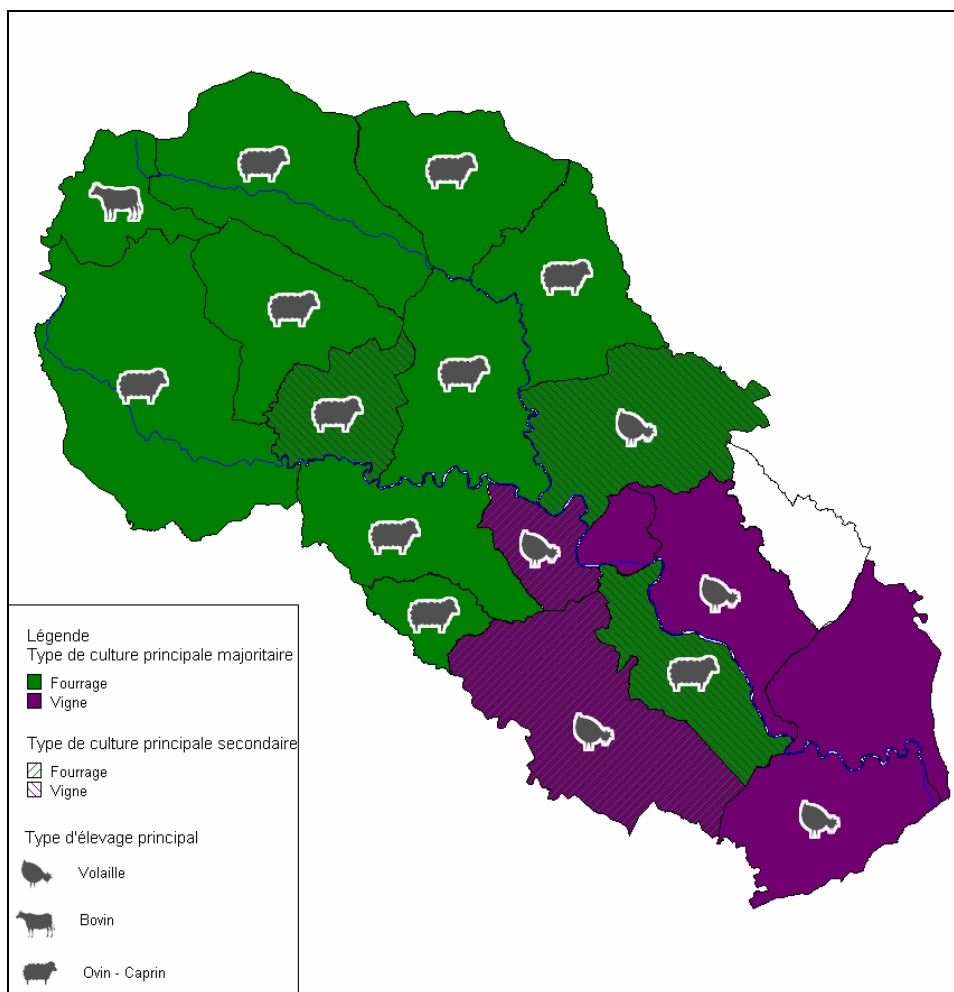 Légende
Type de culture principale majoritaire
Fourrage
Vigne
Type de culture principale secondaire
Fourrage
Vigne
Type d'élevage principal
Volaille
Bovin
Ovin - Caprin